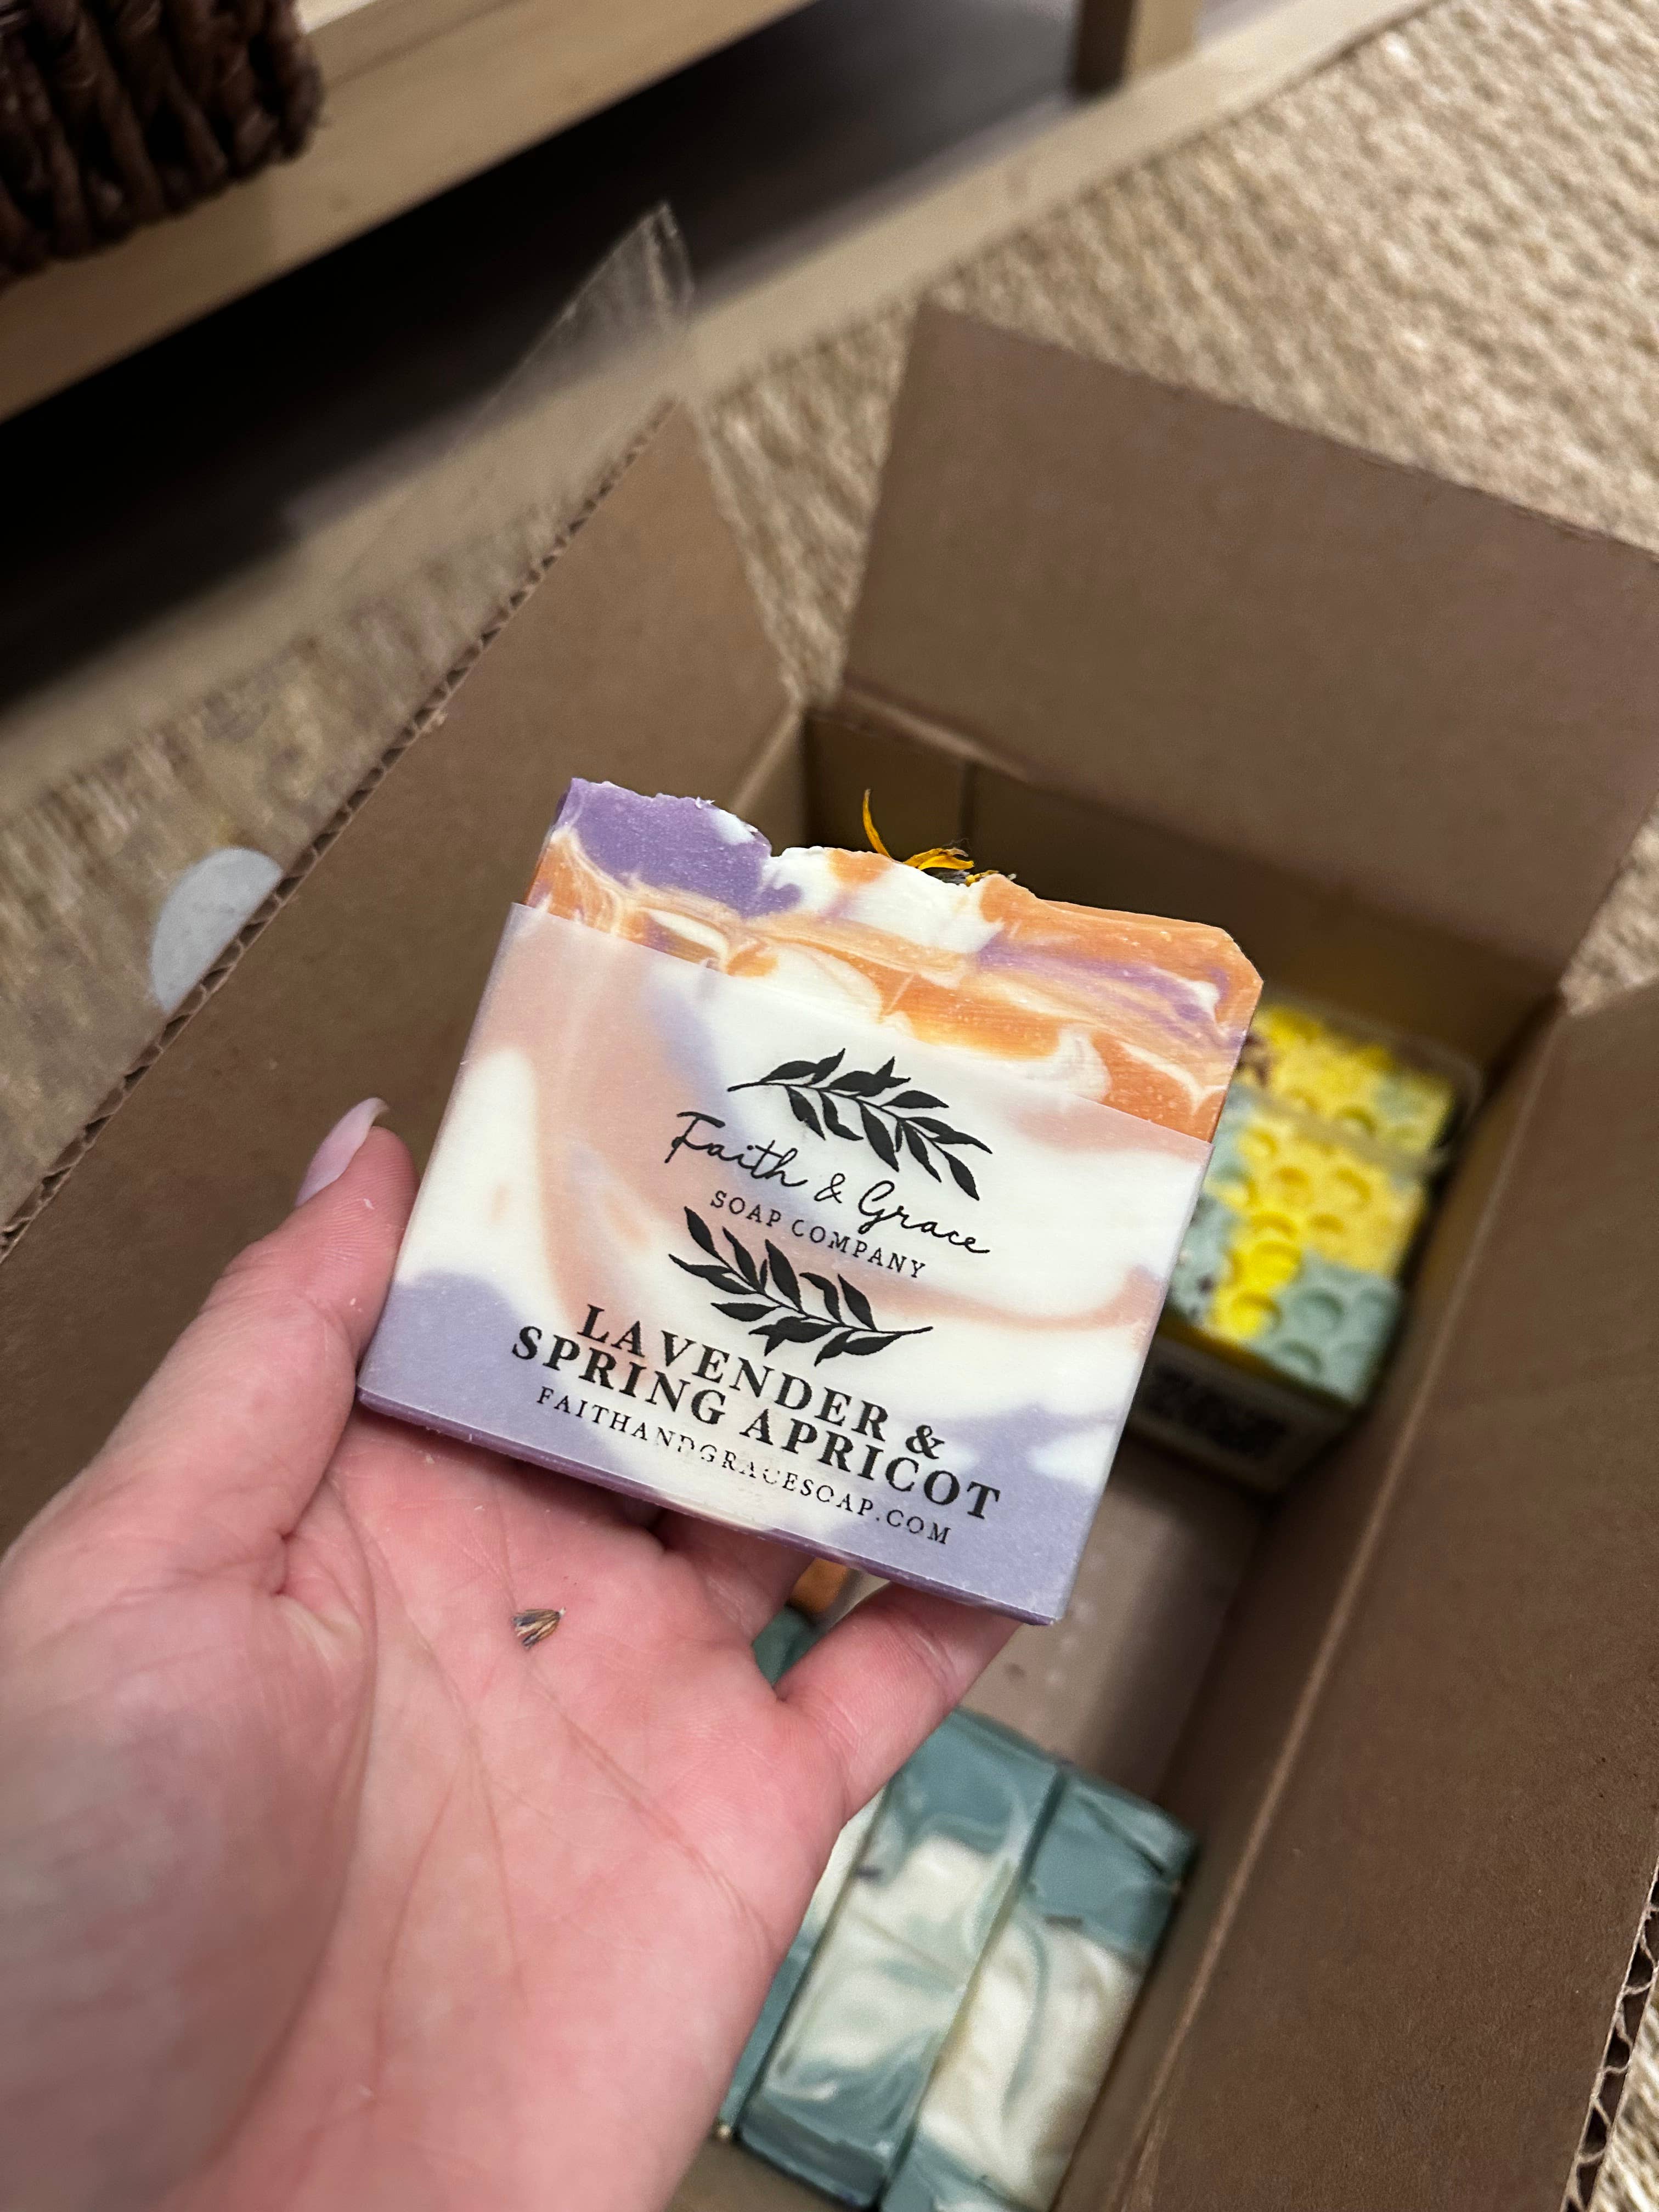 Faith & Grace
SOAP COMPANY
LAVENDER &
SPRING APRICOT
FAITHANDGRACESOAP.COM